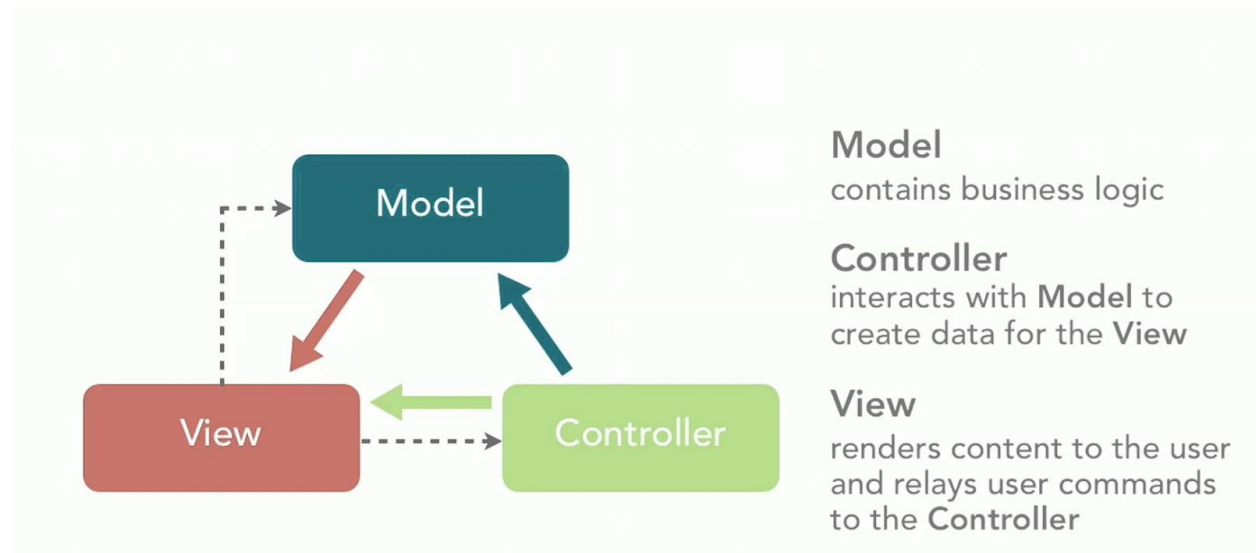 Model
View
Controller
Model
contains business logic
Controller
interacts with Model to
create data for the View
View
renders content to the user
and relays user commands
to the Controller